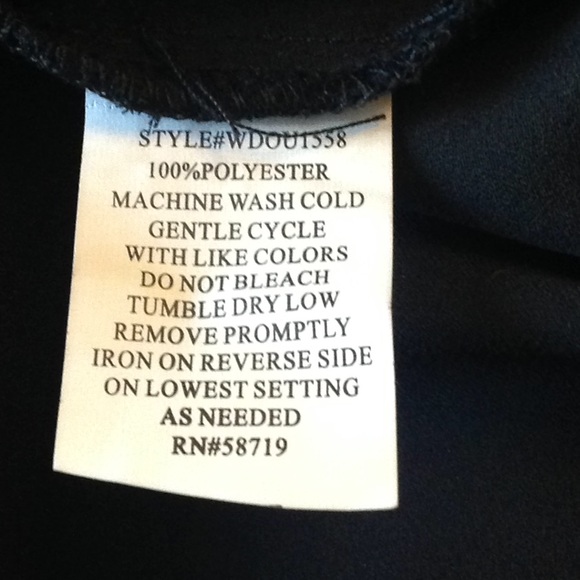 STYLE#WDOU1558
100%POLYESTER
MACHINE WASH COLD
GENTLE CYCLE
WITH LIKE COLORS
DO NOT BLEACH
TUMBLE DRY LOW
REMOVE PROMPTLY
IRON ON REVERSE SIDE
ON LOWEST SETTING
AS NEEDED
RN#58719